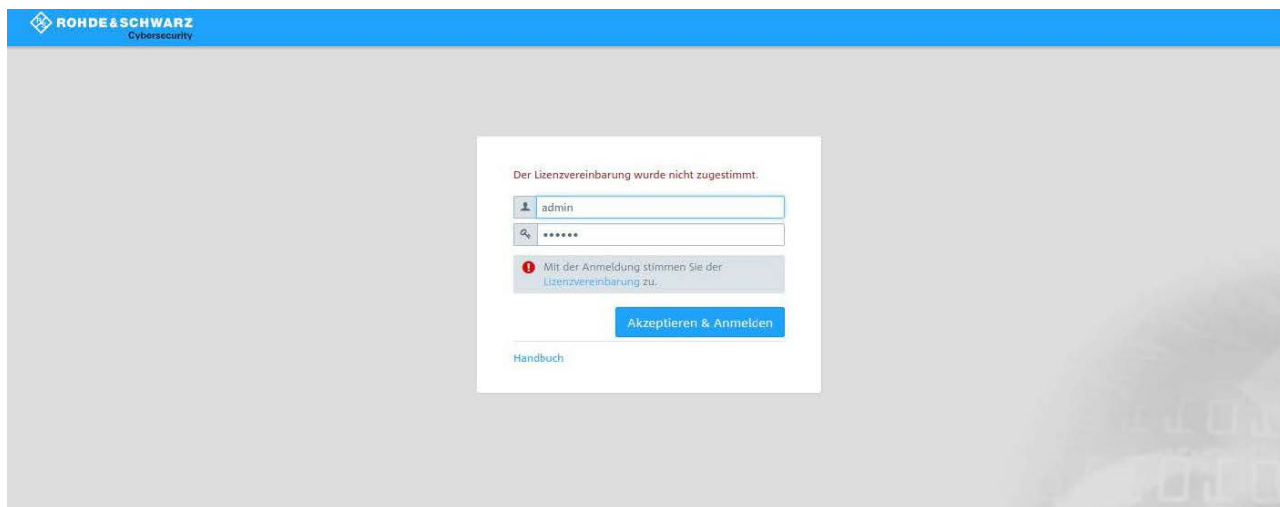 ROHDE&SCHWARZ
Cybersecurity
Der Lizenzvereinbarung wurde nicht zugestimmt.
admin
••••••
Mit der Anmeldung stimmen Sie der
Lizenzvereinbarung zu.
Akzeptieren & Anmelden
Handbuch